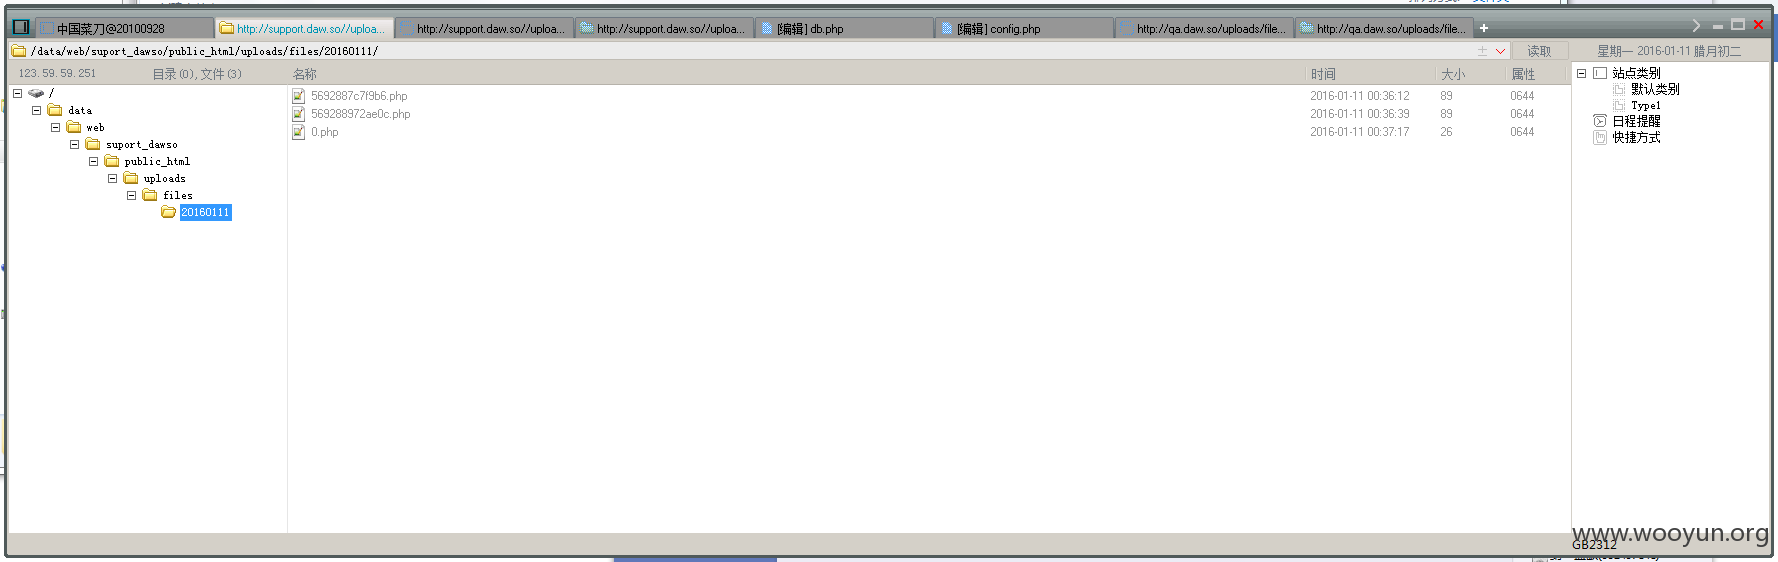 中国菜刀@20100928
http://support.daw.so//uploa...
http://support.daw.so//uploa...
http://support.daw.so//uploa...
[编辑] db.php
[编辑] config.php
http://qa.daw.so/uploads/file...
http://qa.daw.so/uploads/file...
/data/web/suport_dawso/public_html/uploads/files/20160111/
读取
星期一 2016-01-11 腊月初二
123.59.59.251
目录(0),文件(3)
名称
时间
大小
属性
/
data
web
suport_dawso
public_html
uploads
files
20160111
5692887c7f9b6.php 2016-01-11 00:36:12 89 0644
569288972ae0c.php 2016-01-11 00:36:39 89 0644
0.php 2016-01-11 00:37:17 26 0644
站点类别
默认类别
Type1
日程提醒
快捷方式
www.wooyun.org
GB2312